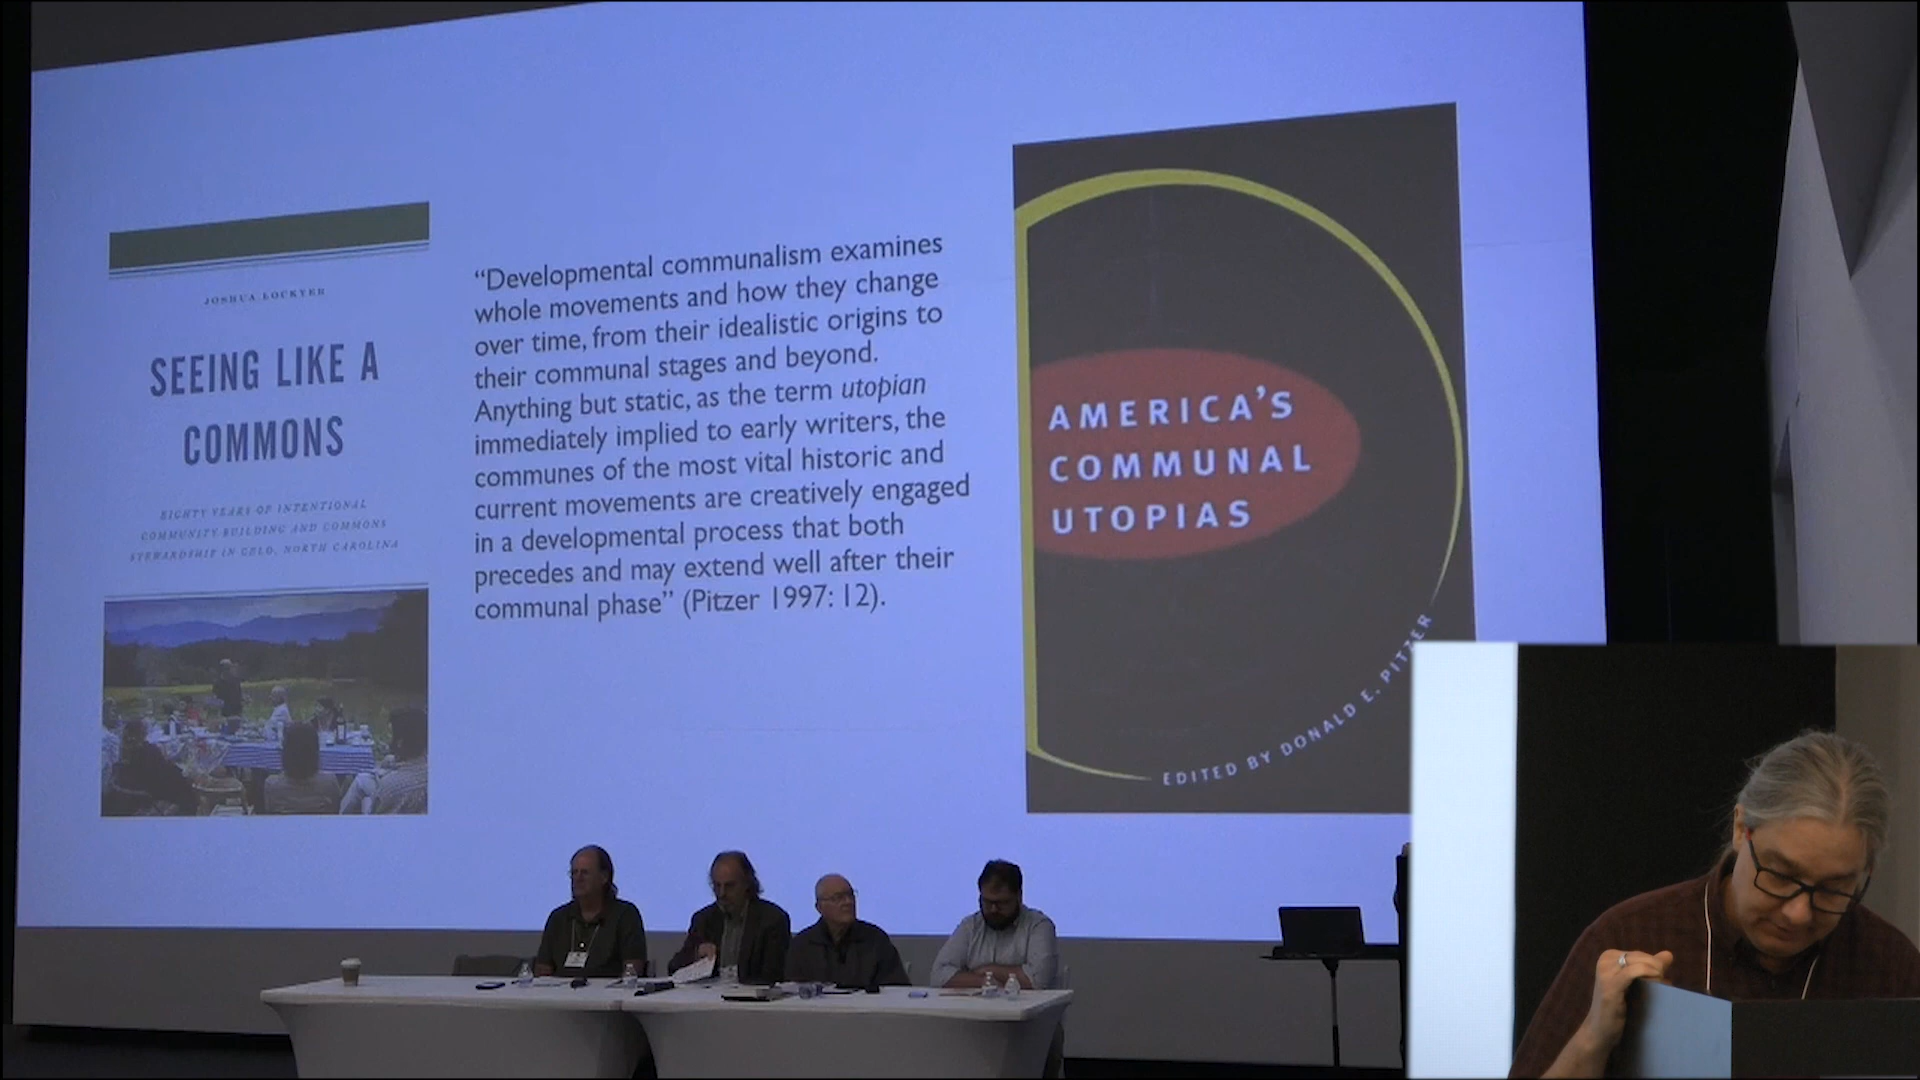 JOSHUA LOCKYER
SEEING LIKE A
COMMONS
EIGHTY YEARS OF INTENTIONAL
COMMUNITY BUILDING AND COMMONS
STEWARDSHIP IN CELO, NORTH CAROLINA
“Developmental communalism examines
whole movements and how they change
over time, from their idealistic origins to
their communal stages and beyond.
Anything but static, as the term utopian
immediately implied to early writers, the
communes of the most vital historic and
current movements are creatively engaged
in a developmental process that both
precedes and may extend well after their
communal phase” (Pitzer 1997: 12).
AMERICA'S
COMMUNAL
UTOPIAS
EDITED BY DONALD E. PITZER